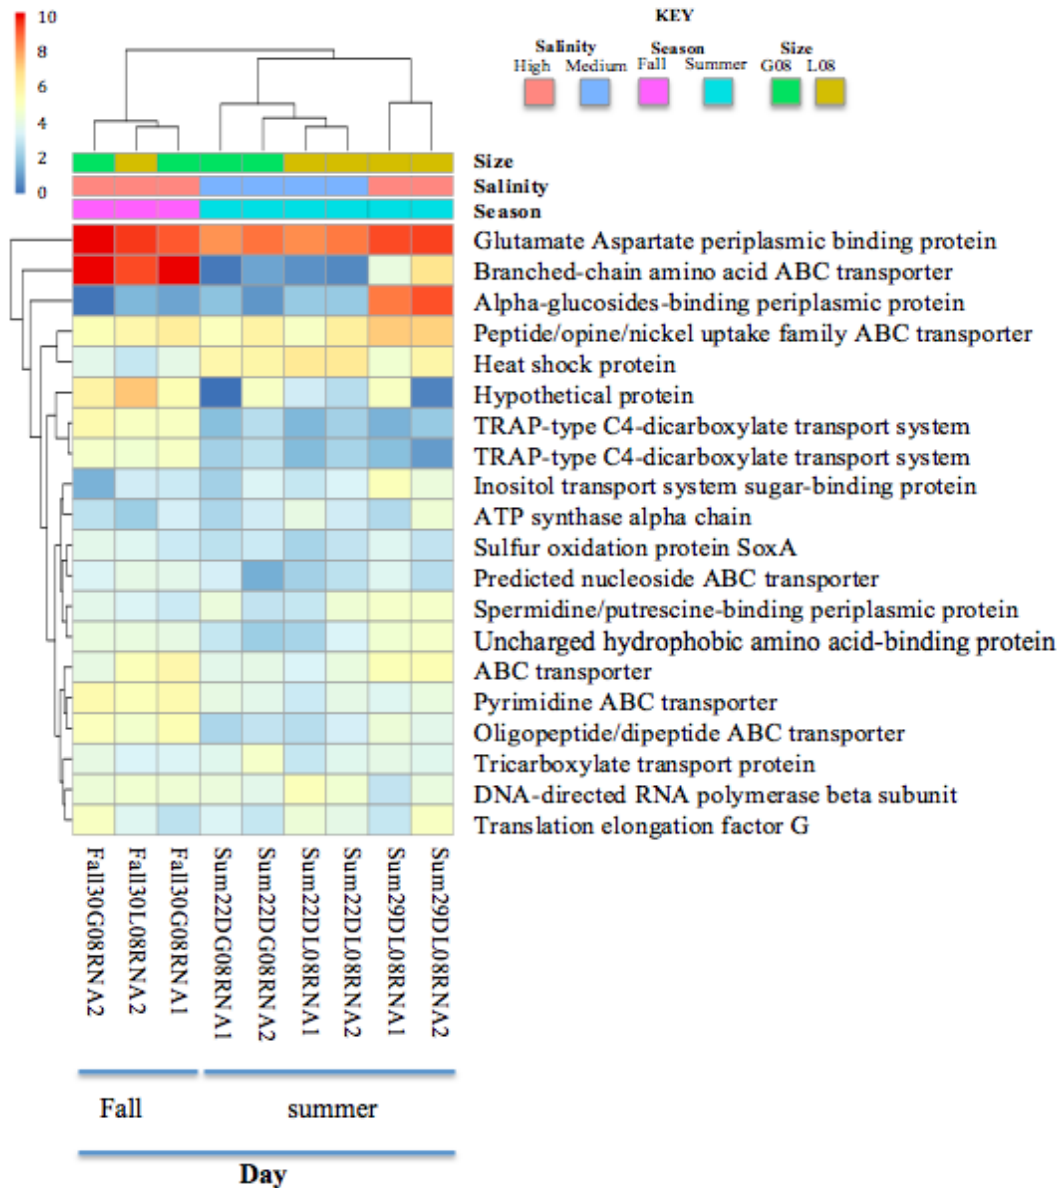 KEY
Salinity Season Size
High Medium Fall Summer G08 L08
10
8
6
4
2
0
Size
Salinity
Season
Glutamate Aspartate periplasmic binding protein
Branched-chain amino acid ABC transporter
Alpha-glucosides-binding periplasmic protein
Peptide/opine/nickel uptake family ABC transporter
Heat shock protein
Hypothetical protein
TRAP-type C4-dicarboxylate transport system
TRAP-type C4-dicarboxylate transport system
Inositol transport system sugar-binding protein
ATP synthase alpha chain
Sulfur oxidation protein SoxA
Predicted nucleoside ABC transporter
Spermidine/putrescine-binding periplasmic protein
Uncharged hydrophobic amino acid-binding protein
ABC transporter
Pyrimidine ABC transporter
Oligopeptide/dipeptide ABC transporter
Tricarboxylate transport protein
DNA-directed RNA polymerase beta subunit
Translation elongation factor G
Fall30G08RNA2
Fall30L08RNA2
Fall30G08RNA1
Sum22DG08RNA1
Sum22DG08RNA2
Sum22DL08RNA1
Sum22DL08RNA2
Sum29DL08RNA1
Sum29DL08RNA2
Fall summer
Day